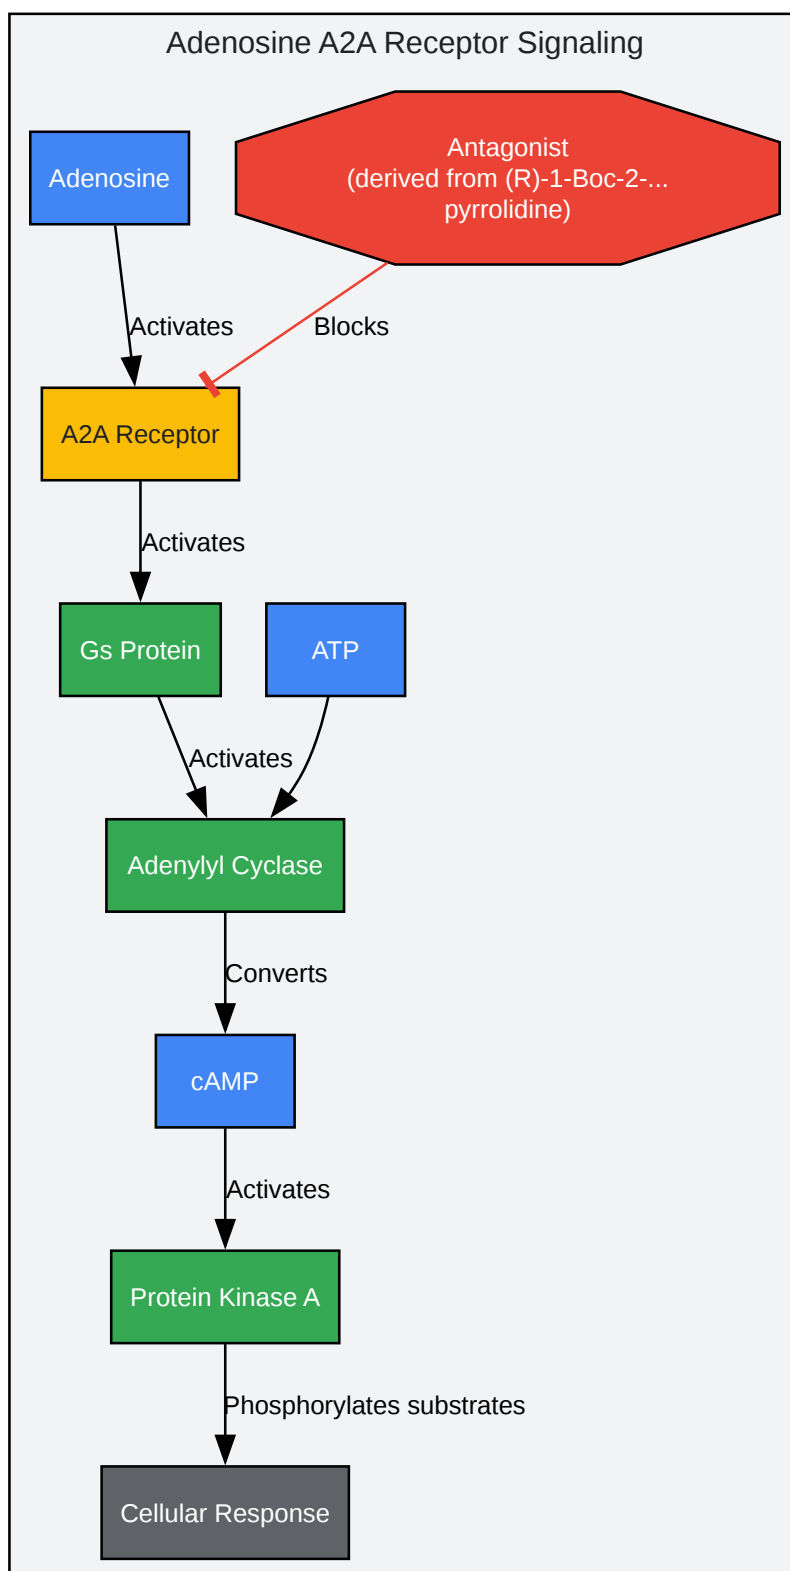 Adenosine A2A Receptor Signaling
Adenosine
Antagonist
(derived from (R)-1-Boc-2-...
pyrrolidine)
Activates
Blocks
A2A Receptor
Activates
Gs Protein
ATP
Activates
Adenylyl Cyclase
Converts
cAMP
Activates
Protein Kinase A
Phosphorylates substrates
Cellular Response